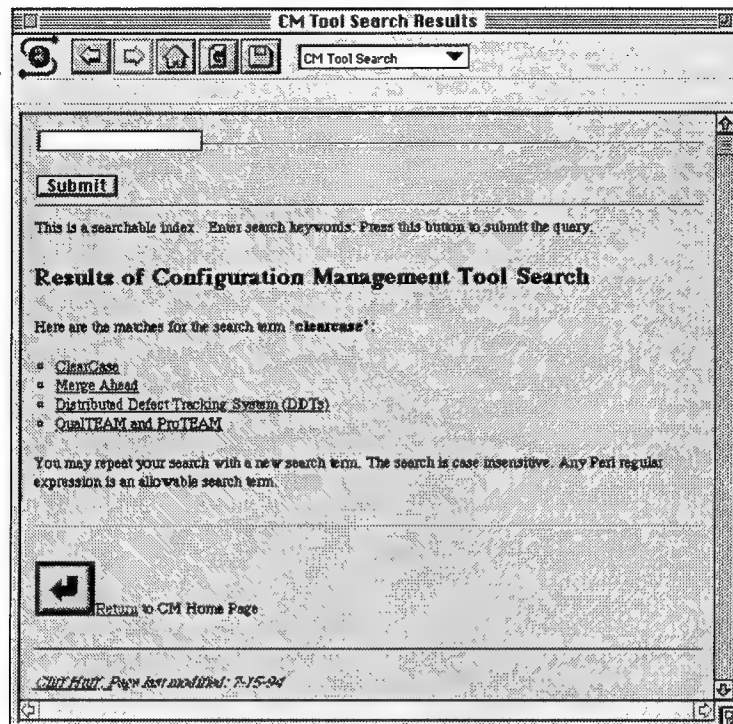 CM Tool Search Results
CM Tool Search
Submit
This is a searchable index. Enter search keywords: Press this button to submit the query.
Results of Configuration Management Tool Search
Here are the matches for the search term "clearcase":
ClearCase
Merge Ahead
Distributed Defect Tracking System (DDTs)
QualTEAM and ProTEAM
You may repeat your search with a new search term. The search is case insensitive. Any Perl regular
expression is an allowable search term.
Return to CM Home Page
Cliff Huff, Page last modified: 7-15-94